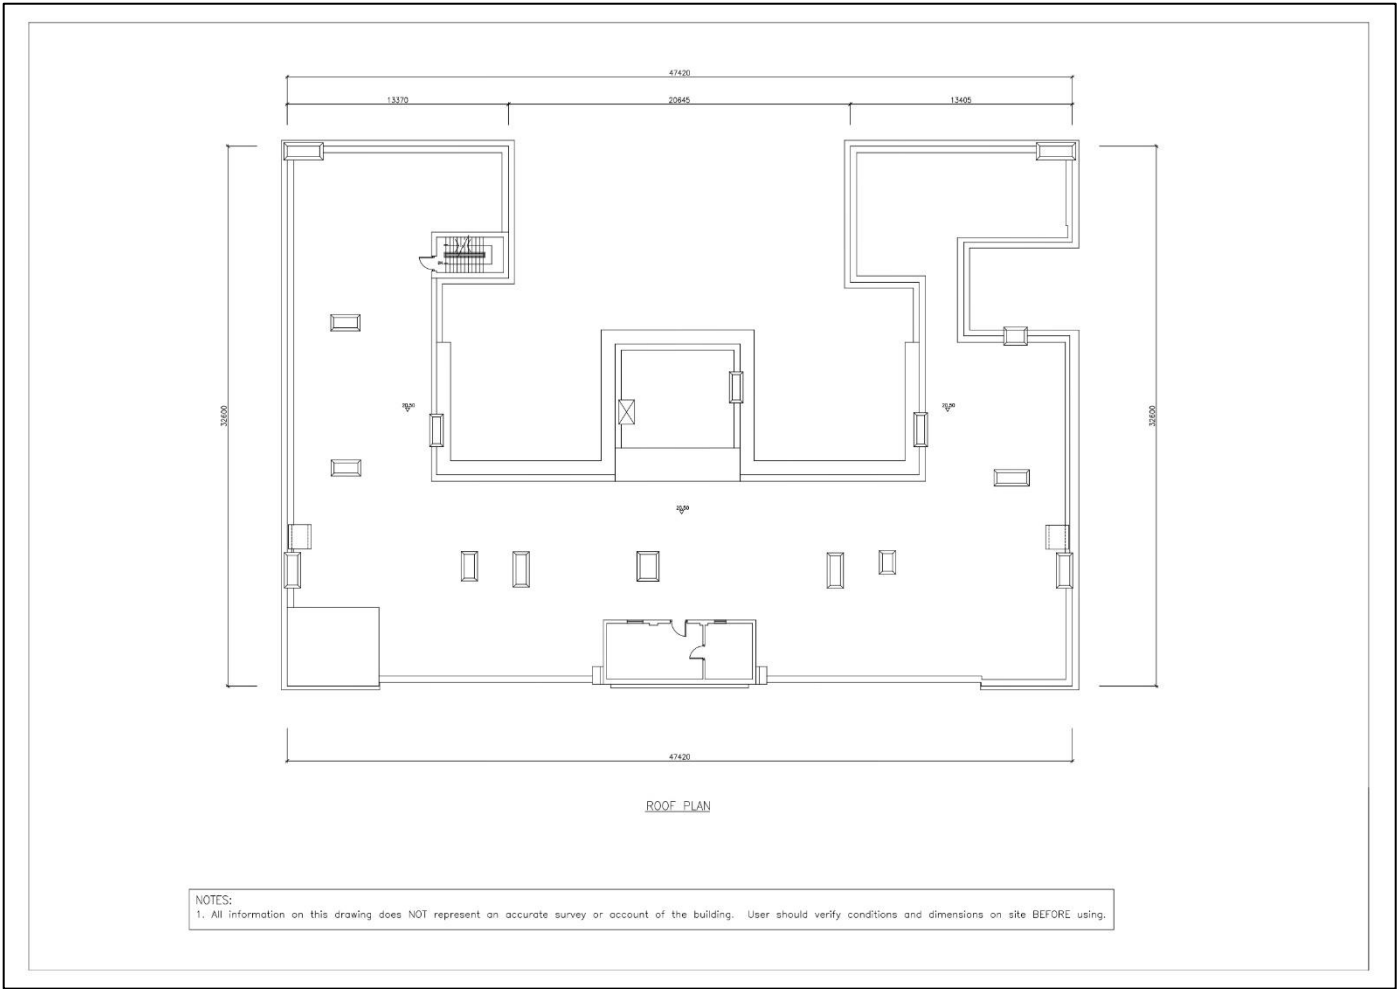 47420
13370 20645 13405
32600 32600
20.50 20.50
20.50
47420
ROOF PLAN
NOTES:
1. All information on this drawing does NOT represent an accurate survey or account of the building. User should verify conditions and dimensions on site BEFORE using.